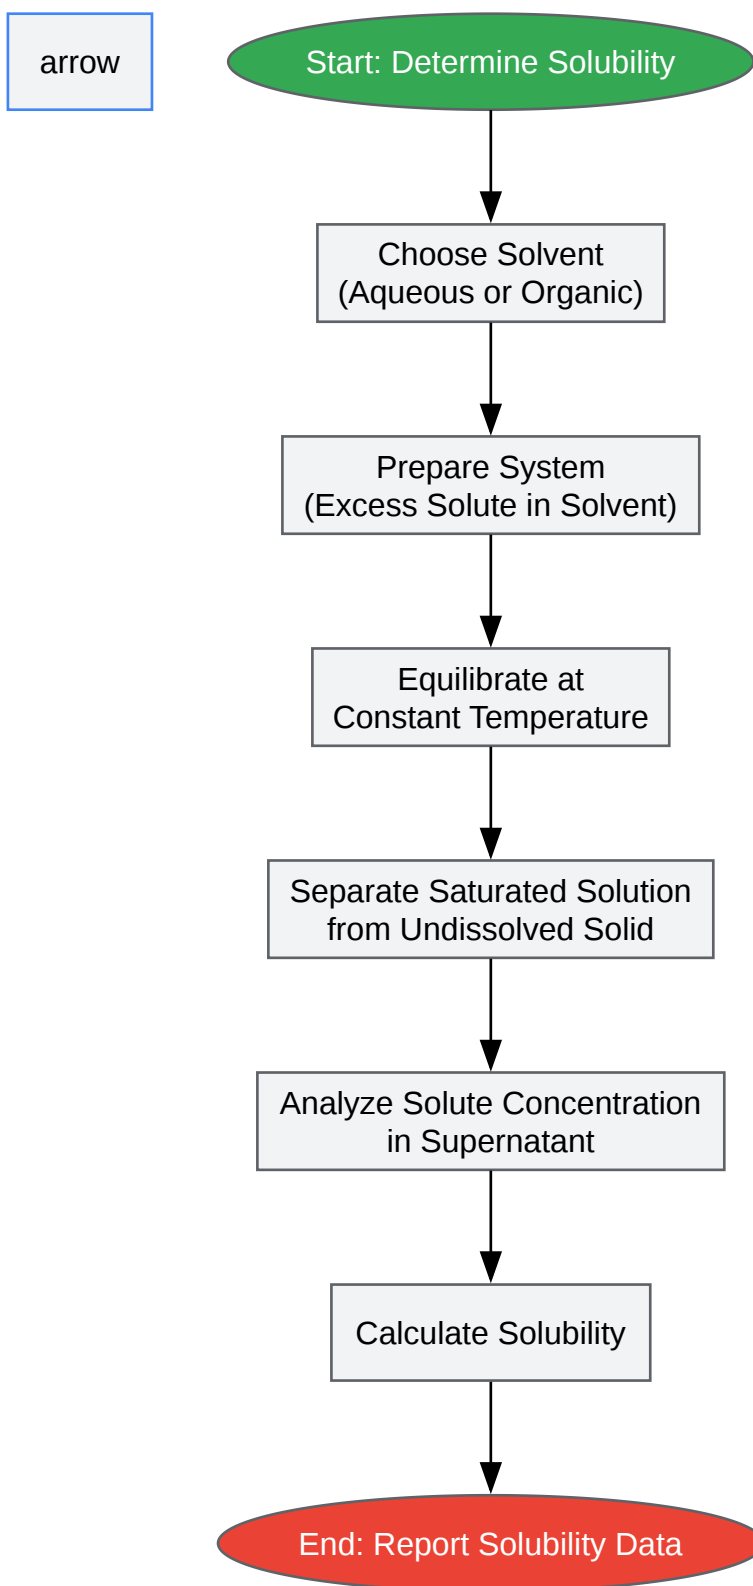 arrow
Start: Determine Solubility
Choose Solvent
(Aqueous or Organic)
Prepare System
(Excess Solute in Solvent)
Equilibrate at
Constant Temperature
Separate Saturated Solution
from Undissolved Solid
Analyze Solute Concentration
in Supernatant
Calculate Solubility
End: Report Solubility Data